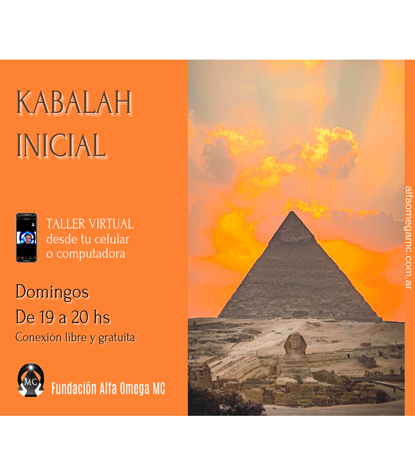 KABALAH
INICIAL
TALLER VIRTUAL
desde tu celular
o computadora
Domingos
De 19 a 20 hs
Conexión libre y gratuita
MC
Fundación Alfa Omega MC
alfaomegamc.com.ar